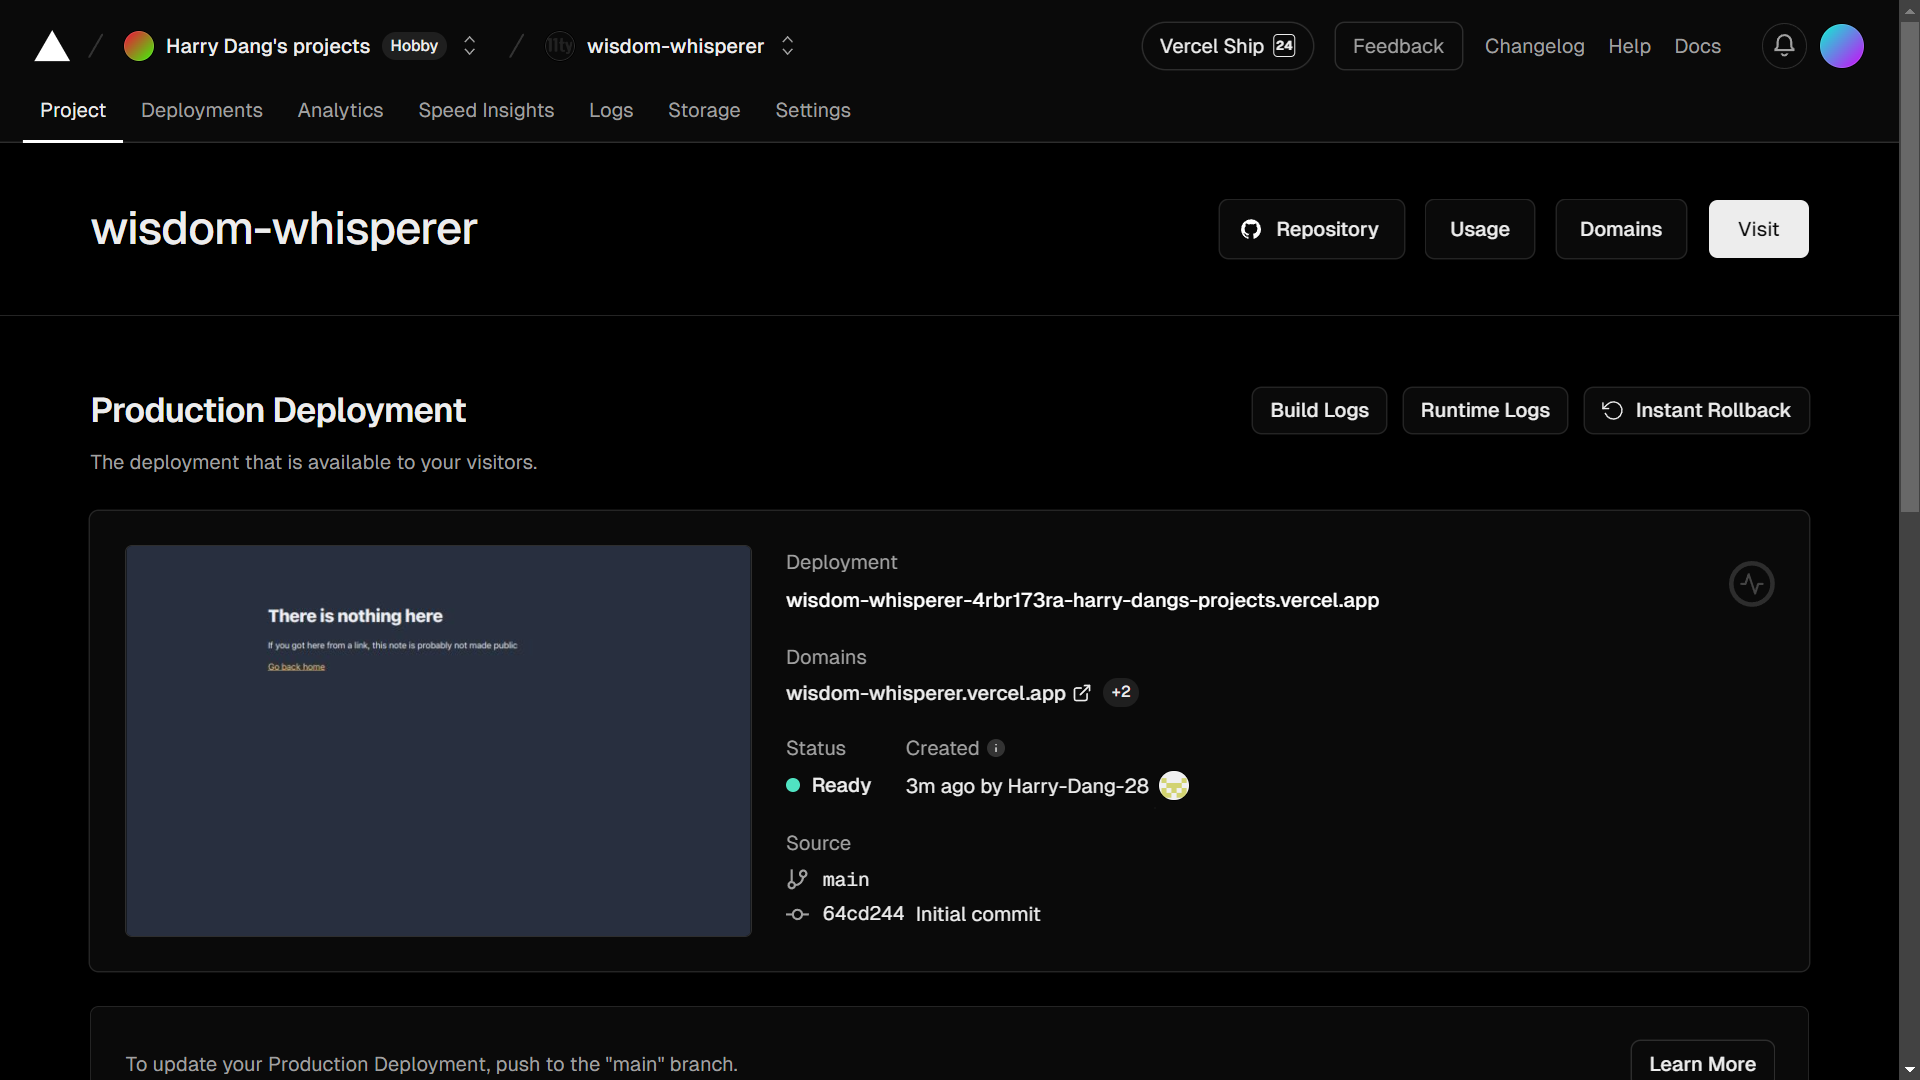 Harry Dang's projects Hobby 11ty wisdom-whisperer Vercel Ship 24 Feedback Changelog Help Docs
Project Deployments Analytics Speed Insights Logs Storage Settings
wisdom-whisperer Repository Usage Domains Visit
Production Deployment Build Logs Runtime Logs Instant Rollback
The deployment that is available to your visitors.
There is nothing here
If you got here from a link, this note is probably not made public
Go back home
Deployment
wisdom-whisperer-4rbr173ra-harry-dangs-projects.vercel.app
Domains
wisdom-whisperer.vercel.app +2
Status Created
Ready 3m ago by Harry-Dang-28
Source
main
64cd244 Initial commit
To update your Production Deployment, push to the "main" branch. Learn More